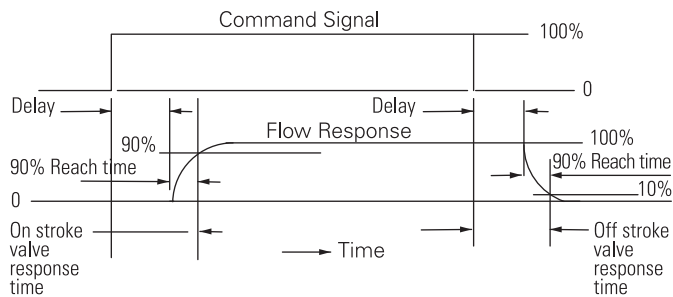 Command Signal
100%
0
Delay
Delay
Flow Response
90%
100%
90% Reach time
90% Reach time
10%
0
On stroke
valve
response
time
Time
Off stroke
valve
response
time